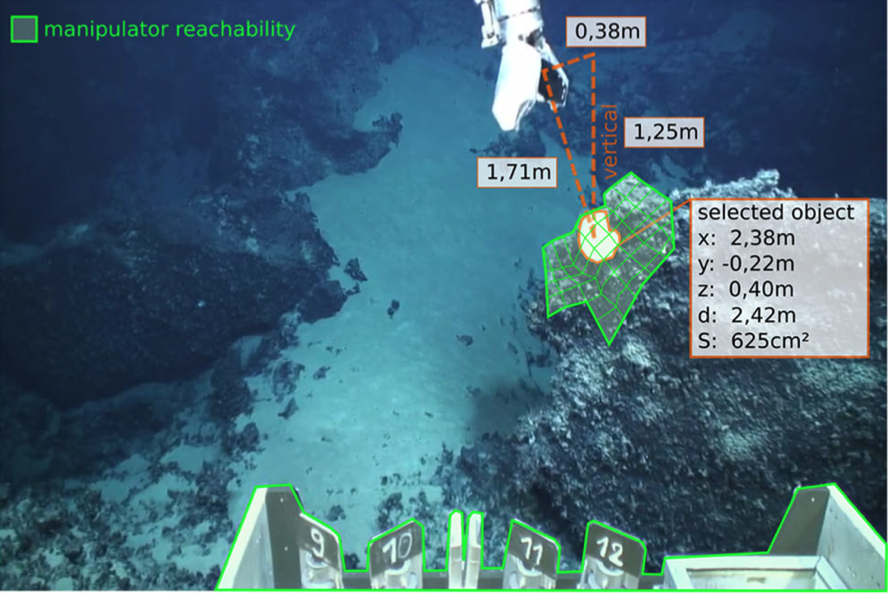 manipulator reachability
0,38m
vertical
1,25m
1,71m
selected object
x: 2,38m
y: -0,22m
z: 0,40m
d: 2,42m
S: 625cm²
9
10
11
12